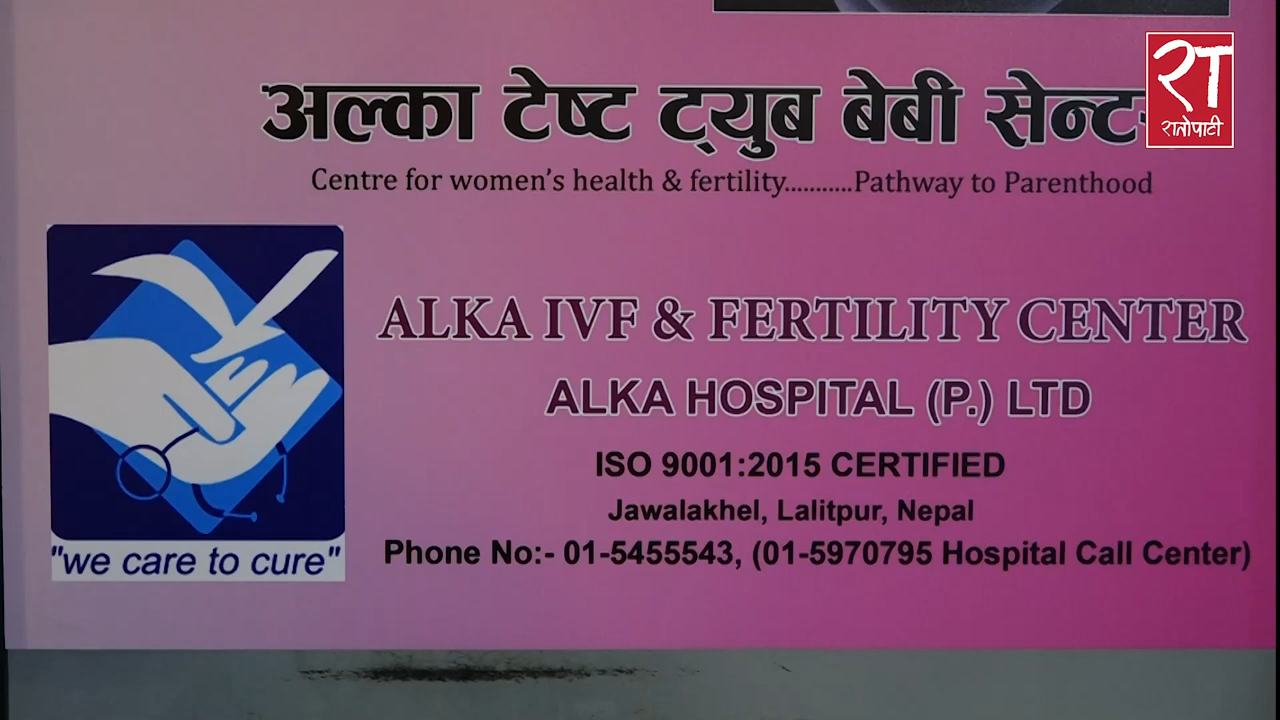 अल्का टेष्ट ट्युब बेबी
Centre for women's health & fertility...........Pathway to Parenthood
ALKA IVF & FERTILITY CENTER
ALKA HOSPITAL (P.) LTD
ISO 9001:2015 CERTIFIED
Jawalakhel, Lalitpur, Nepal
Phone No:- 01-5455543, (01-5970795 Hospital Call Center)
"we care to cure"
रा
रातोपाटी